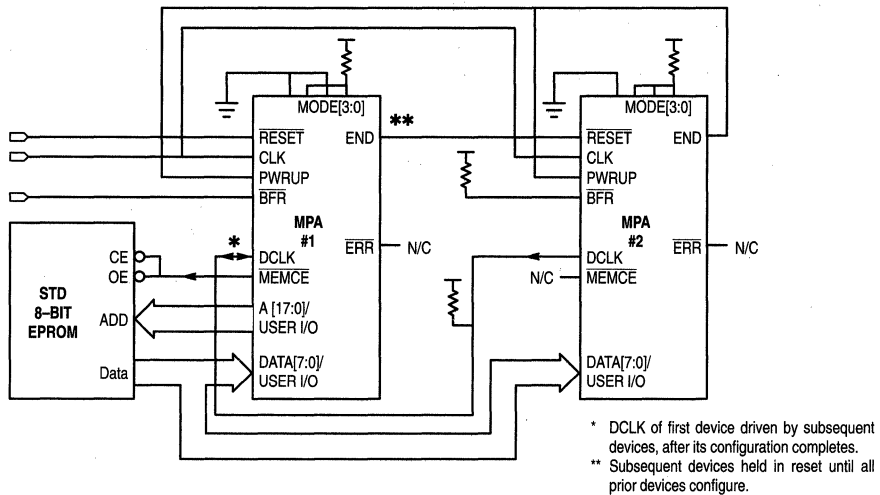 MODE[3:0]
MODE[3:0]
**
RESET
END
RESET
END
CLK
CLK
PWRUP
PWRUP
BFR
BFR
MPA
#1
MPA
#2
*
CE
DCLK
ERR
N/C
DCLK
ERR
N/C
OE
MEMCE
N/C
MEMCE
STD
8–BIT
EPROM
ADD
A [17:0]/
USER I/O
Data
DATA[7:0]/
USER I/O
DATA[7:0]/
USER I/O
* DCLK of first device driven by subsequent
devices, after its configuration completes.
** Subsequent devices held in reset until all
prior devices configure.